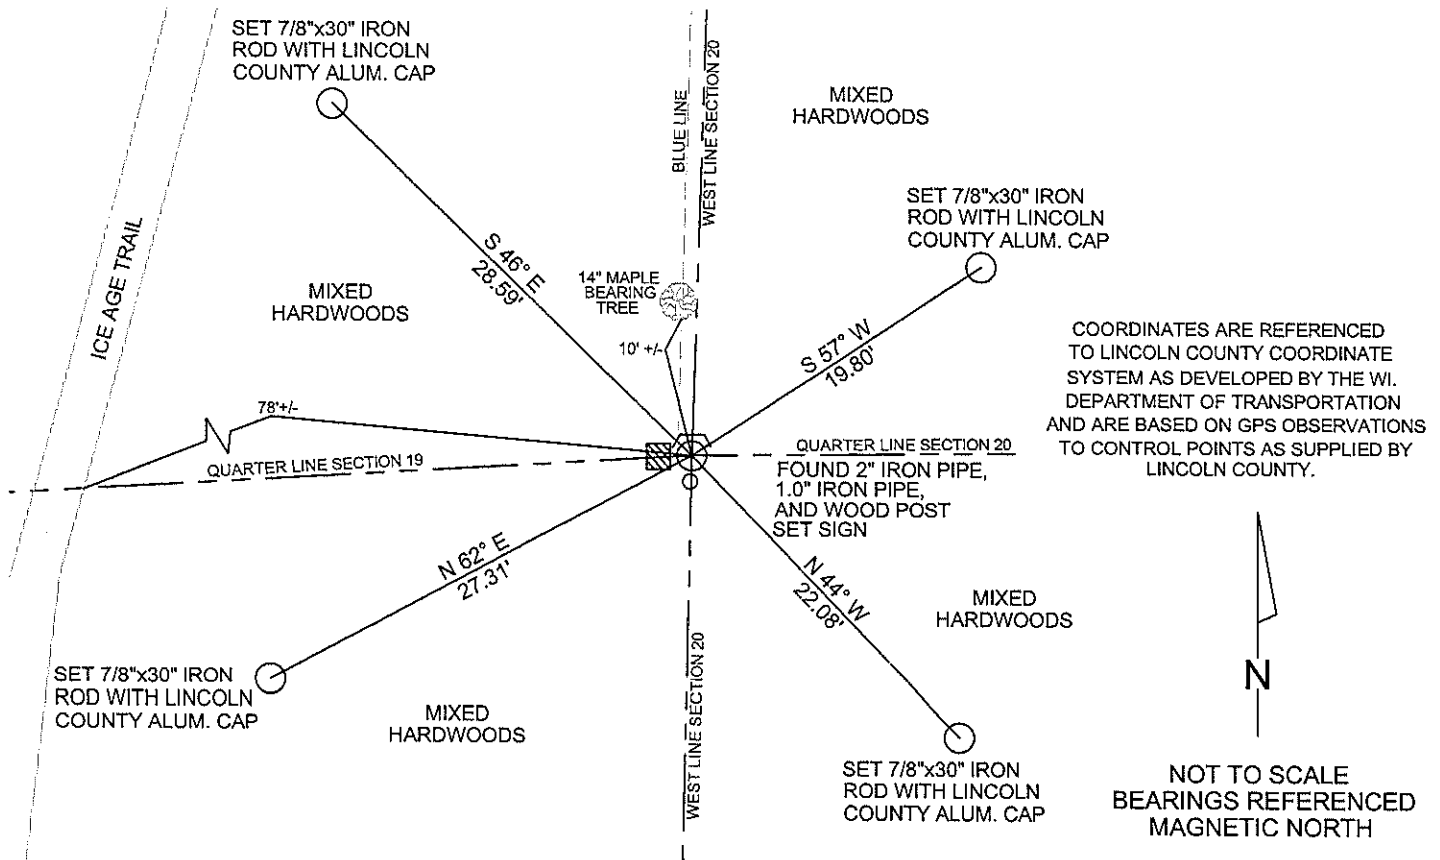 SET 7/8"x30" IRON
ROD WITH LINCOLN
COUNTY ALUM. CAP
BLUE LINE
WEST LINE SECTION 20
MIXED
HARDWOODS
SET 7/8"x30" IRON
ROD WITH LINCOLN
COUNTY ALUM. CAP
ICE AGE TRAIL
S 46° E
28.59'
MIXED
HARDWOODS
14" MAPLE
BEARING
TREE
10' +/-
S 57° W
19.80'
COORDINATES ARE REFERENCED
TO LINCOLN COUNTY COORDINATE
SYSTEM AS DEVELOPED BY THE WI.
DEPARTMENT OF TRANSPORTATION
AND ARE BASED ON GPS OBSERVATIONS
TO CONTROL POINTS AS SUPPLIED BY
LINCOLN COUNTY.
78'+/-
QUARTER LINE SECTION 19
QUARTER LINE SECTION 20
FOUND 2" IRON PIPE,
1.0" IRON PIPE,
AND WOOD POST
SET SIGN
N 62° E
27.31'
N 44° W
22.08'
MIXED
HARDWOODS
SET 7/8"x30" IRON
ROD WITH LINCOLN
COUNTY ALUM. CAP
MIXED
HARDWOODS
WEST LINE SECTION 20
SET 7/8"x30" IRON
ROD WITH LINCOLN
COUNTY ALUM. CAP
N
NOT TO SCALE
BEARINGS REFERENCED
MAGNETIC NORTH